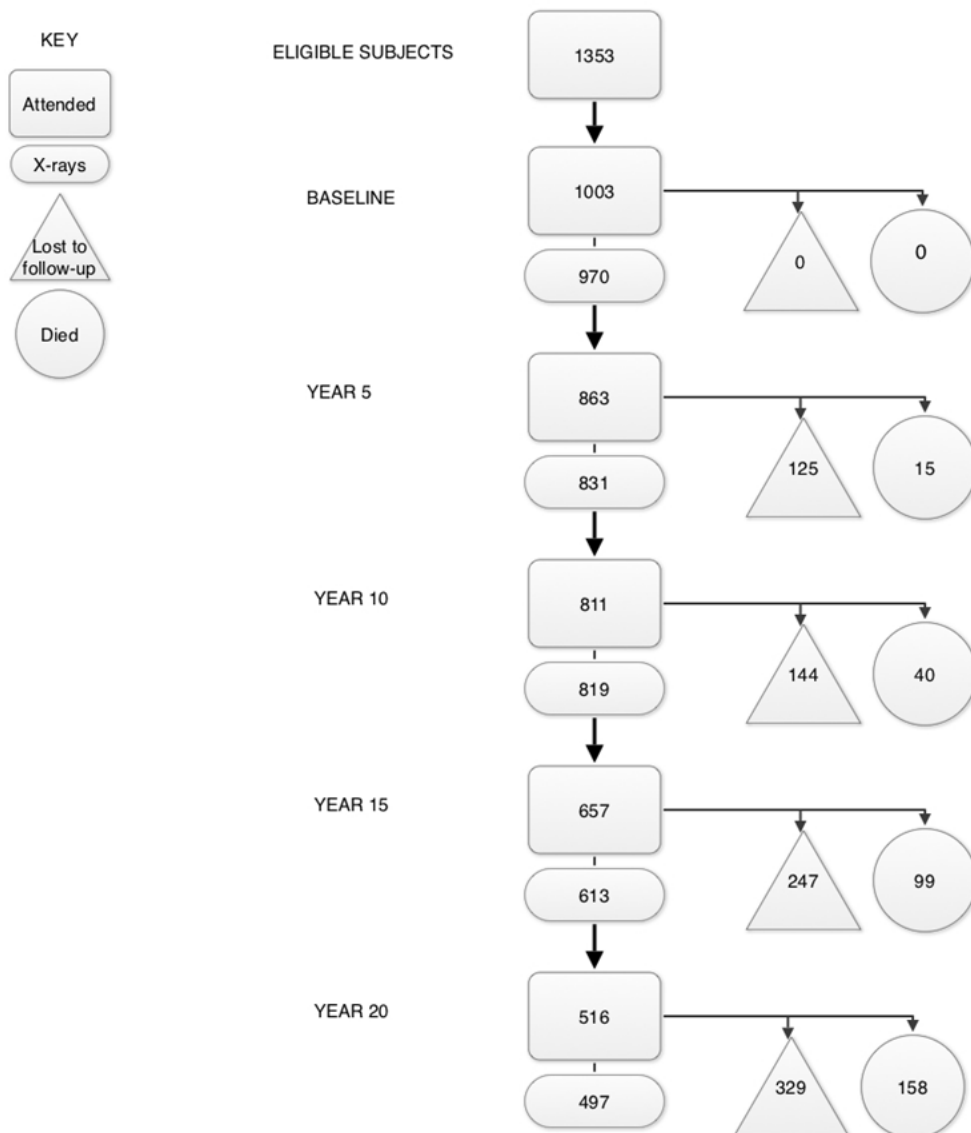 KEY
Attended
X-rays
Lost to
follow-up
Died
ELIGIBLE SUBJECTS
1353
BASELINE
1003
970
0
0
YEAR 5
863
831
125
15
YEAR 10
811
819
144
40
YEAR 15
657
613
247
99
YEAR 20
516
497
329
158